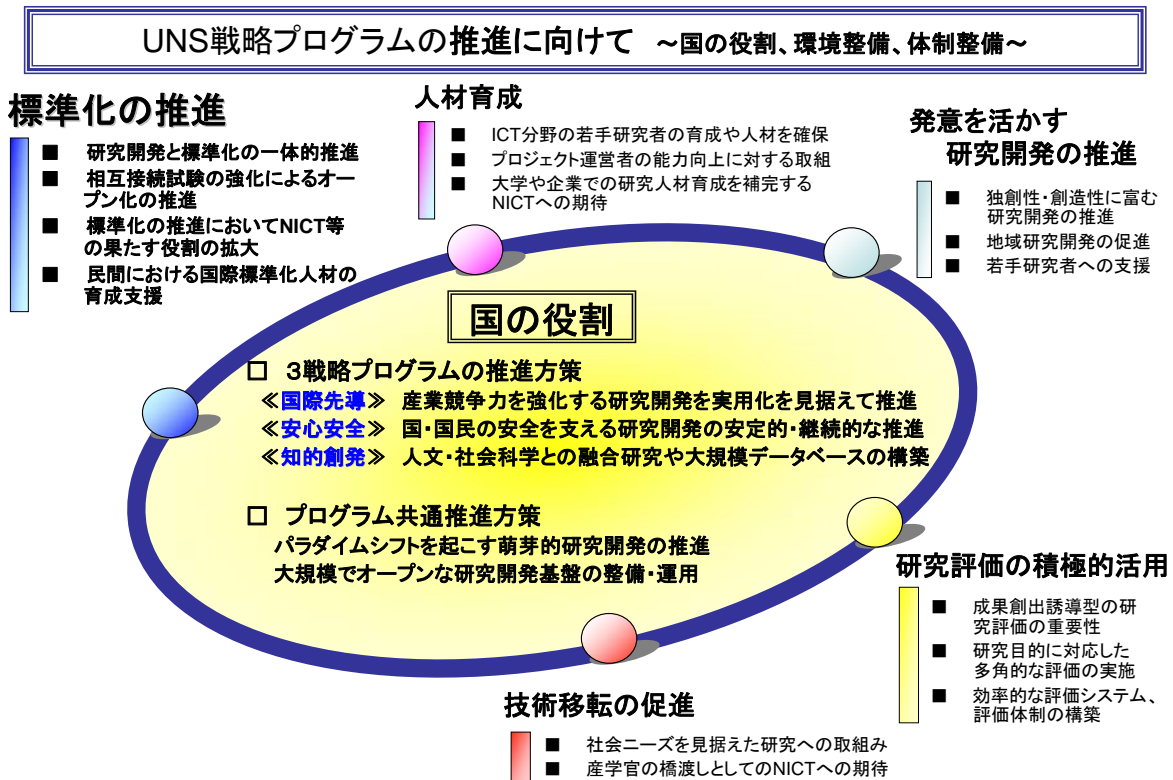 UNS戦略プログラムの推進に向けて ～国の役割、環境整備、体制整備～
標準化の推進
■ 研究開発と標準化の一体的推進
■ 相互接続試験の強化によるオー
プン化の推進
■ 標準化の推進においてNICT等
の果たす役割の拡大
■ 民間における国際標準化人材の
育成支援
人材育成
■ ICT分野の若手研究者の育成や人材を確保
■ プロジェクト運営者の能力向上に対する取組
■ 大学や企業での研究人材育成を補完する
NICTへの期待
発意を活かす
研究開発の推進
■ 独創性・創造性に富む
研究開発の推進
■ 地域研究開発の促進
■ 若手研究者への支援
国の役割
□ ３戦略プログラムの推進方策
≪国際先導≫ 産業競争力を強化する研究開発を実用化を見据えて推進
≪安心安全≫ 国・国民の安全を支える研究開発の安定的・継続的な推進
≪知的創発≫ 人文・社会科学との融合研究や大規模データベースの構築
□ プログラム共通推進方策
パラダイムシフトを起こす萌芽的研究開発の推進
大規模でオープンな研究開発基盤の整備・運用
研究評価の積極的活用
■ 成果創出誘導型の研
究評価の重要性
■ 研究目的に対応した
多角的な評価の実施
■ 効率的な評価システム、
評価体制の構築
技術移転の促進
■ 社会ニーズを見据えた研究への取組み
■ 産学官の橋渡しとしてのNICTへの期待